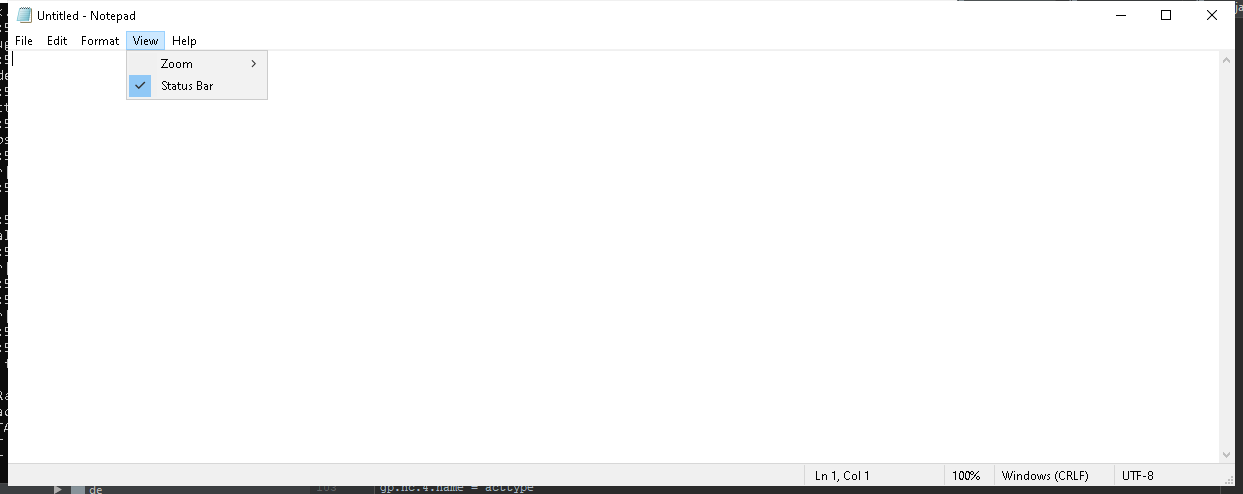 Untitled - Notepad
File Edit Format View Help
Zoom
Status Bar
Ln 1, Col 1 100% Windows (CRLF) UTF-8
de 103 gp.nc.4.name = acttype